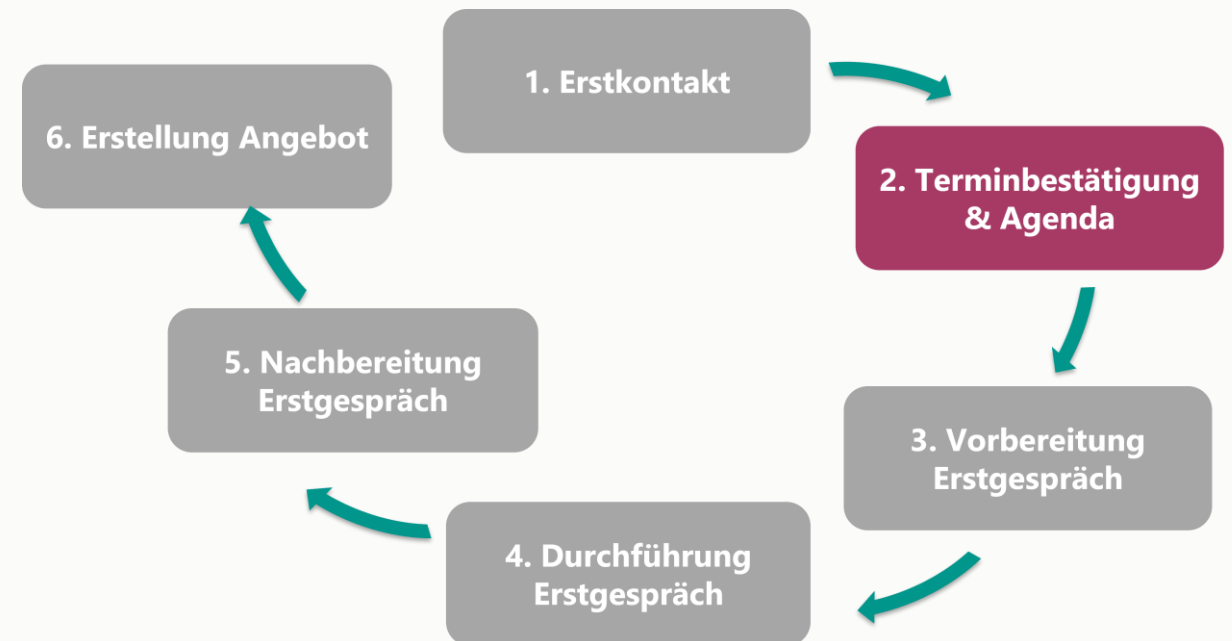 1. Erstkontakt
2. Terminbestätigung
& Agenda
3. Vorbereitung
Erstgespräch
4. Durchführung
Erstgespräch
5. Nachbereitung
Erstgespräch
6. Erstellung Angebot